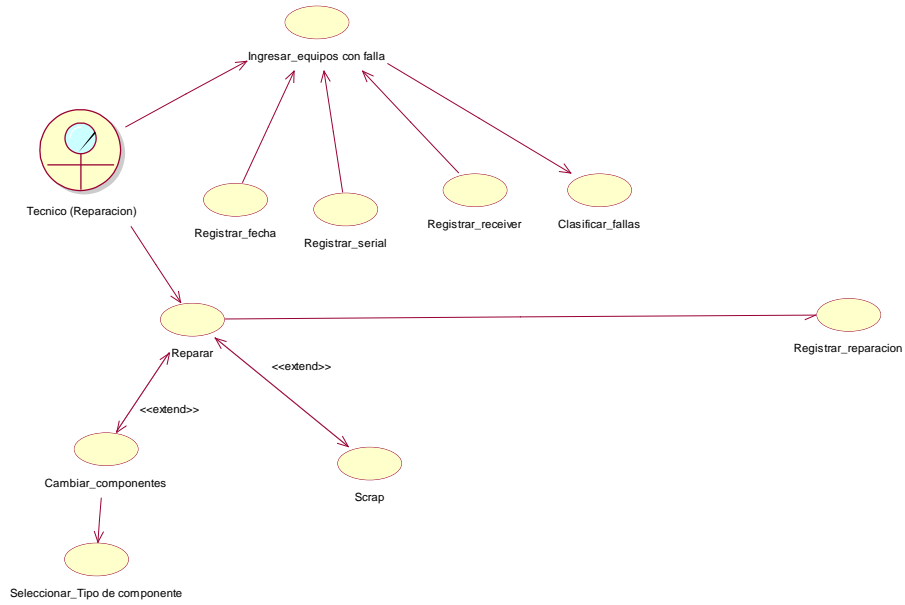 Ingresar_equipos con falla
Tecnico (Reparacion)
Registrar_fecha
Registrar_serial
Registrar_receiver
Clasificar_fallas
Reparar
Registrar_reparacion
<<extend>>
<<extend>>
Cambiar_componentes
Scrap
Seleccionar_Tipo de componente